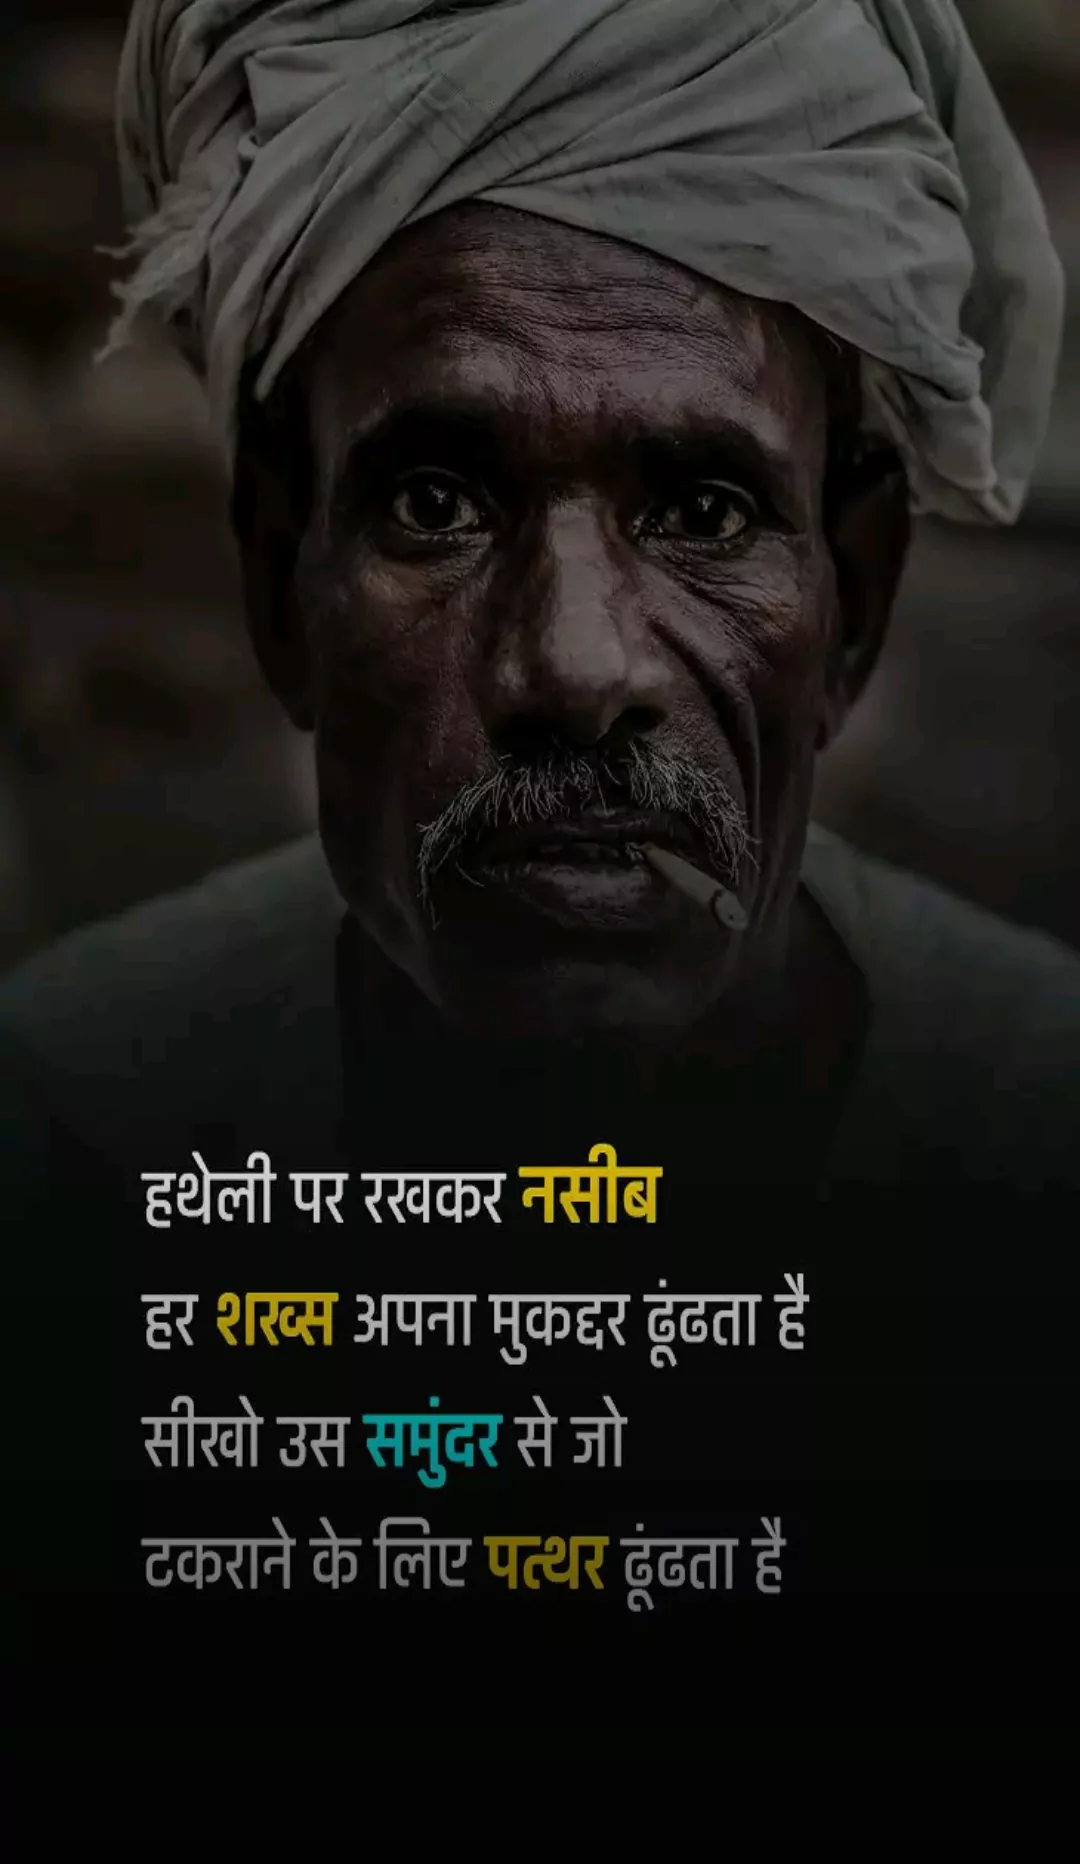 हथेली पर रखकर नसीब
हर शख्स अपना मुकद्दर ढूंढता है
सीखो उस समुंदर से जो
टकराने के लिए पत्थर ढूंढता है